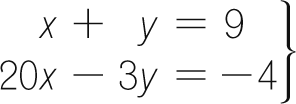 x + y = 9
20x − 3y = −4